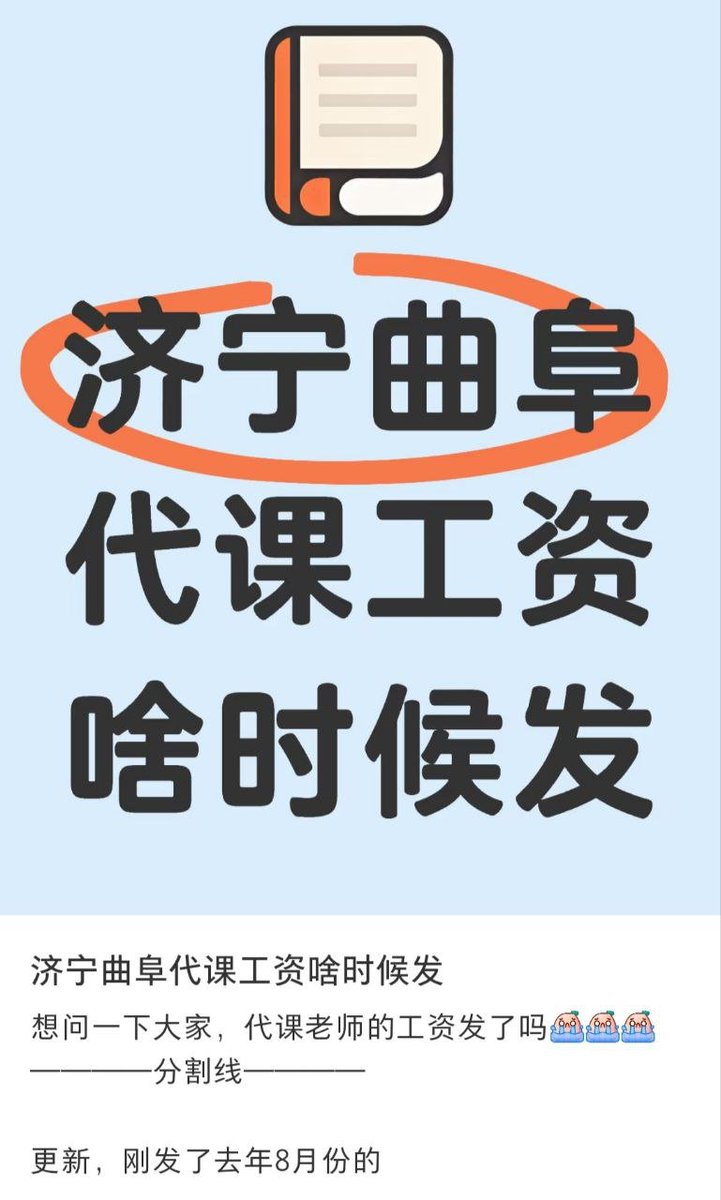 济宁曲阜
代课工资
啥时候发
济宁曲阜代课工资啥时候发
想问一下大家，代课老师的工资发了吗😭😭😭
————分割线————
更新，刚发了去年8月份的